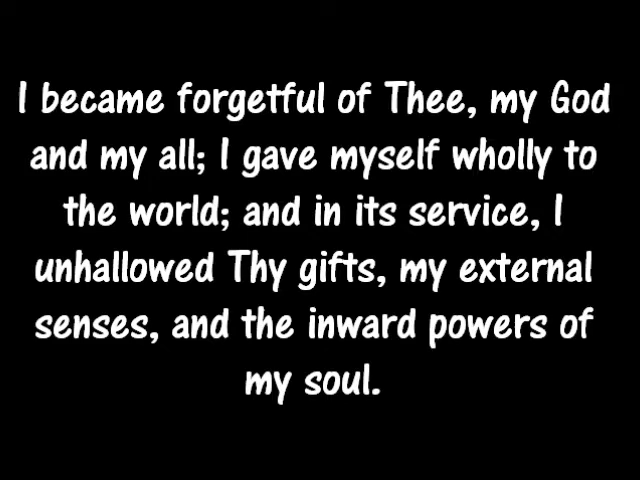 I became forgetful of Thee, my God
and my all; I gave myself wholly to
the world; and in its service, I
unhallowed Thy gifts, my external
senses, and the inward powers of
my soul.